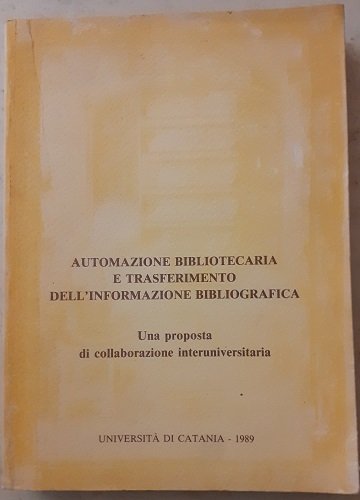 AUTOMAZIONE BIBLIOTECARIA
E TRASFERIMENTO
DELL'INFORMAZIONE BIBLIOGRAFICA
Una proposta
di collaborazione interuniversitaria
UNIVERSITÀ DI CATANIA - 1989